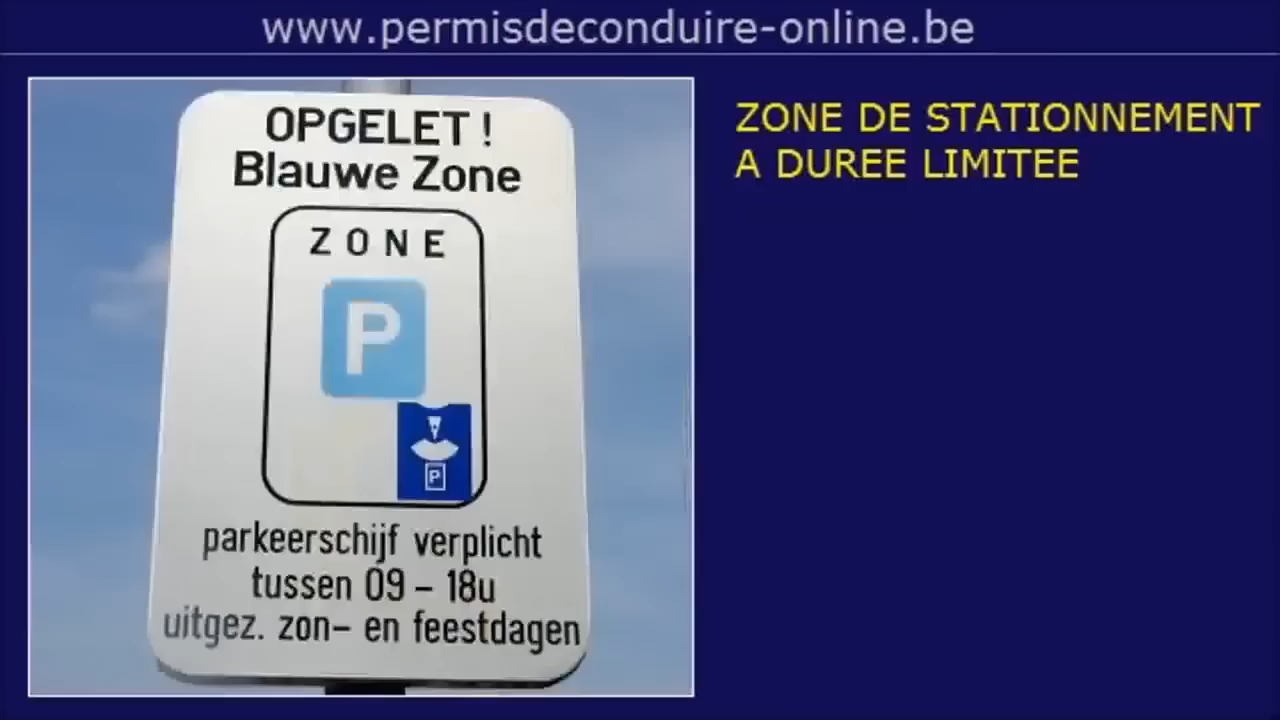 www.permisdeconduire-online.be
OPGELET !
Blauwe Zone
ZONE
P
P
parkeerschijf verplicht
tussen 09 – 18u
uitgez. zon- en feestdagen
ZONE DE STATIONNEMENT
A DUREE LIMITEE